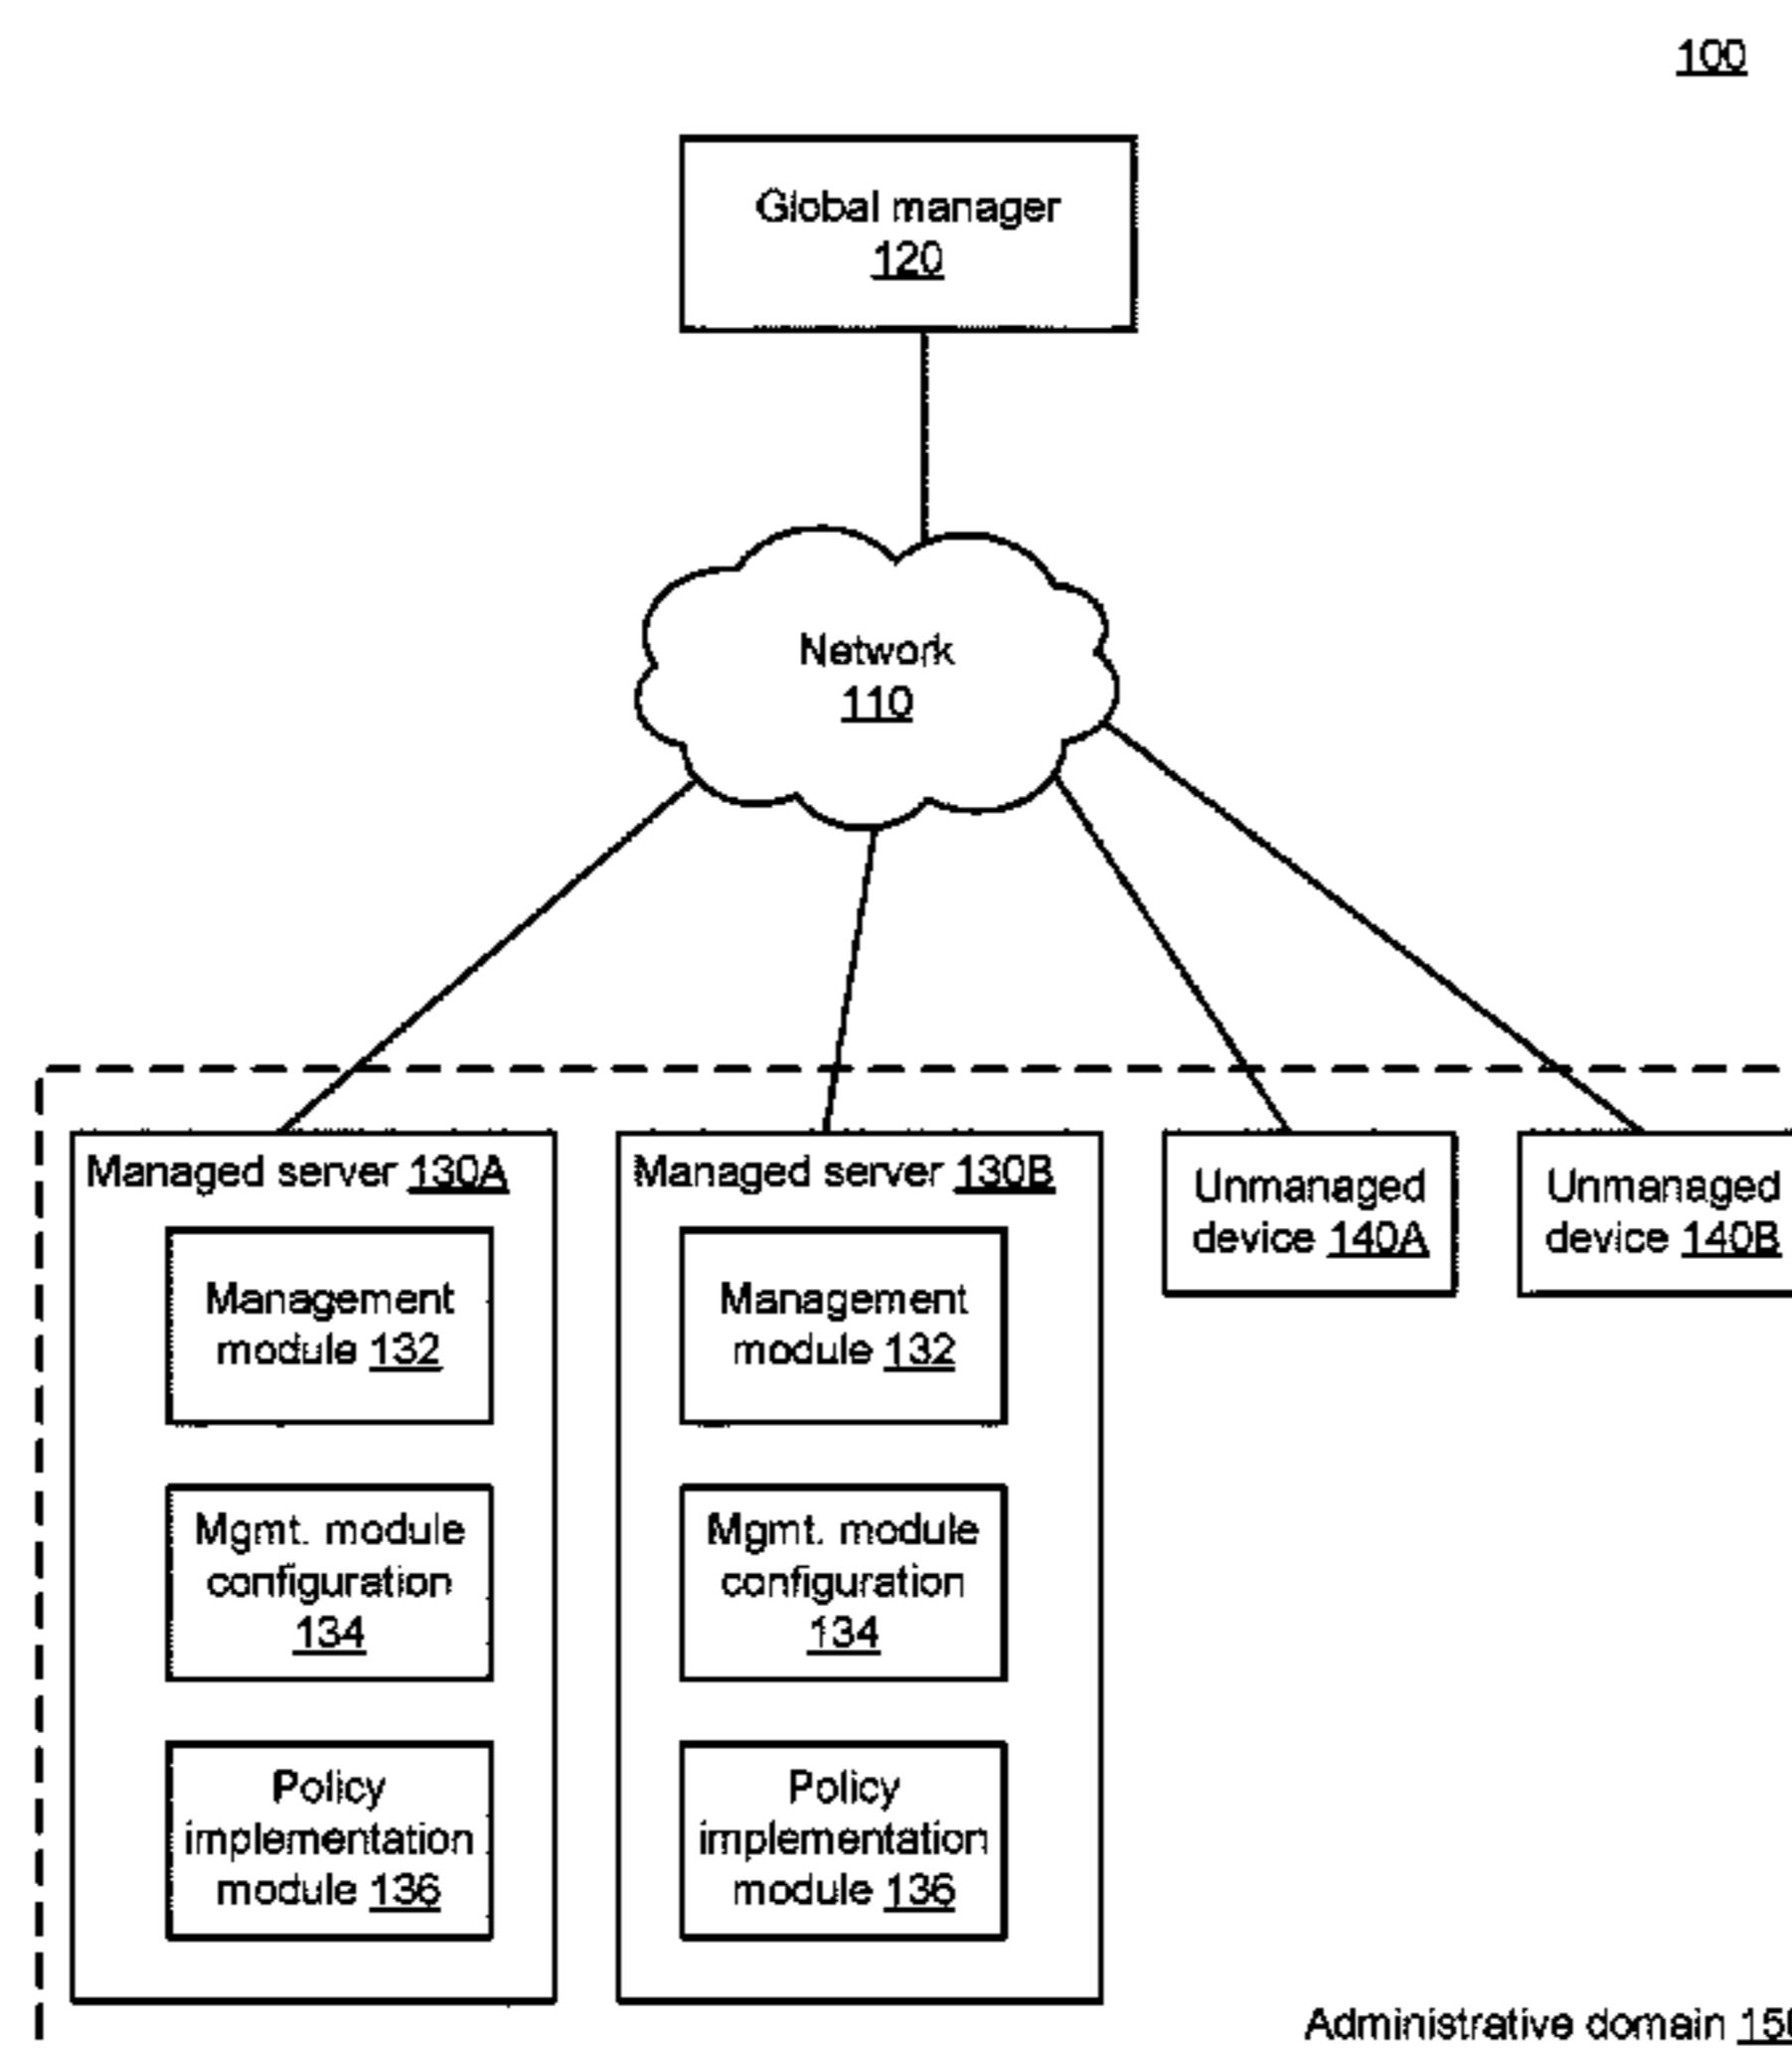 100
Global manager
120
Network
110
Managed server 130A
Management
module 132
Mgmt. module
configuration
134
Policy
implementation
module 136
Managed server 130B
Management
module 132
Mgmt. module
configuration
134
Policy
implementation
module 136
Unmanaged
device 140A
Unmanaged
device 140B
Administrative domain 150